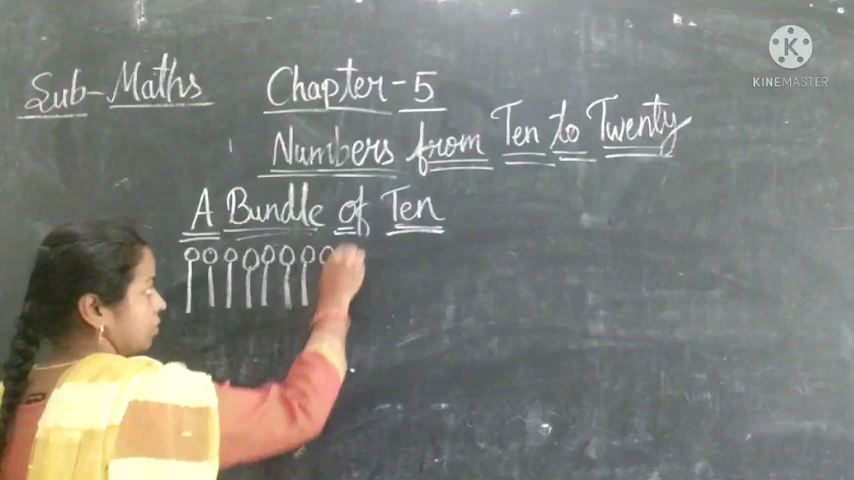 Sub- Maths Chapter-5
Numbers from Ten to Twenty
A Bundle of Ten
K
KINEMASTER